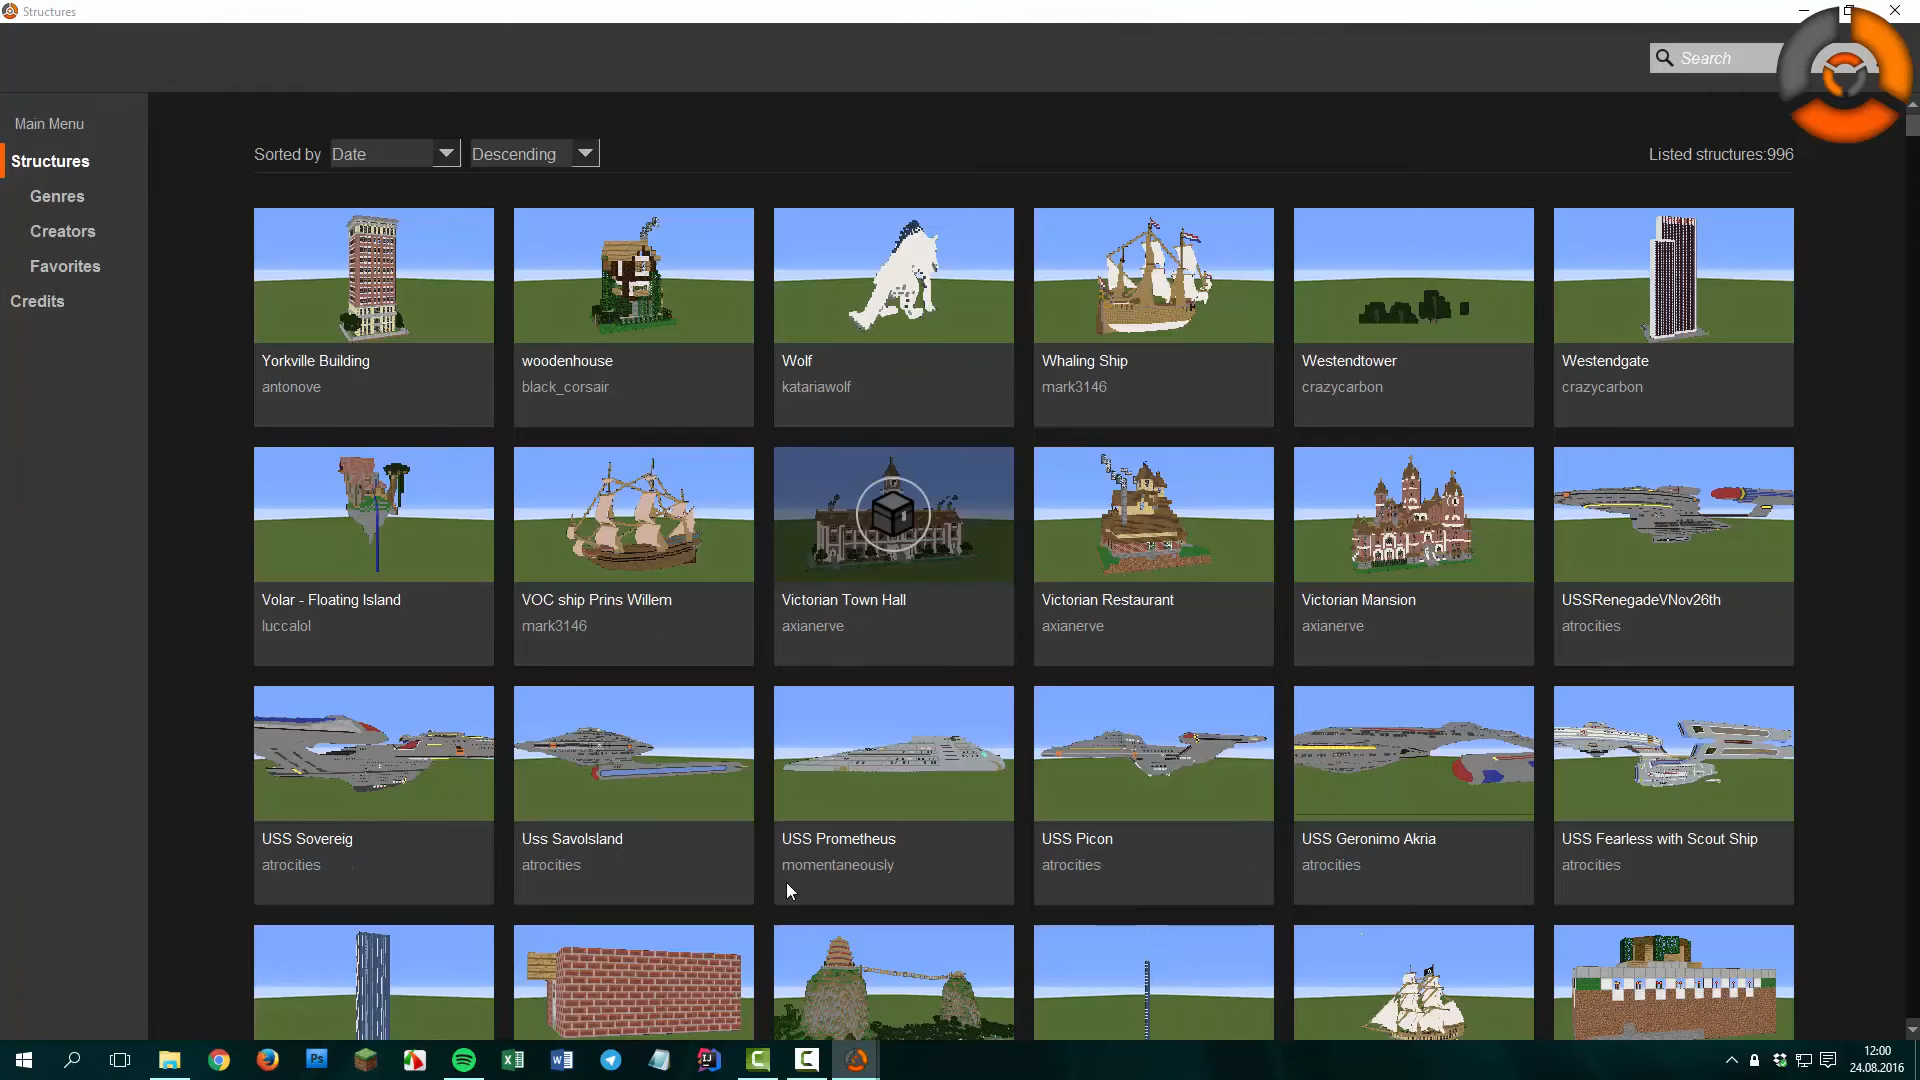 Structures
Search
Main Menu
Structures
Genres
Creators
Favorites
Credits
Sorted by Date Descending
Listed structures:996
Yorkville Building
antonove
woodenhouse
black_corsair
Wolf
katariawolf
Whaling Ship
mark3146
Westendtower
crazycarbon
Westendgate
crazycarbon
Volar - Floating Island
luccalol
VOC ship Prins Willem
mark3146
Victorian Town Hall
axianerve
Victorian Restaurant
axianerve
Victorian Mansion
axianerve
USSRenegadeVNov26th
atrocities
USS Sovereig
atrocities
Uss SavoIsland
atrocities
USS Prometheus
momentaneously
USS Picon
atrocities
USS Geronimo Akria
atrocities
USS Fearless with Scout Ship
atrocities
Ps
IJ
12:00
24.08.2016